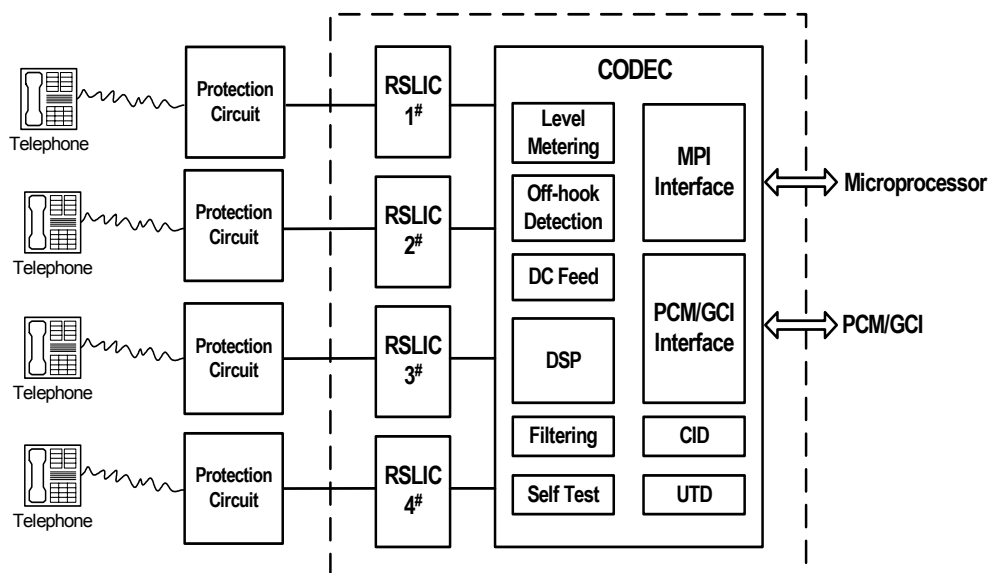 CODEC
Telephone
Protection
Circuit
RSLIC
1#
Level
Metering
MPI
Interface
Microprocessor
Telephone
Protection
Circuit
RSLIC
2#
Off-hook
Detection
DC Feed
Telephone
Protection
Circuit
RSLIC
3#
DSP
PCM/GCI
Interface
PCM/GCI
Telephone
Protection
Circuit
RSLIC
4#
Filtering
CID
Self Test
UTD